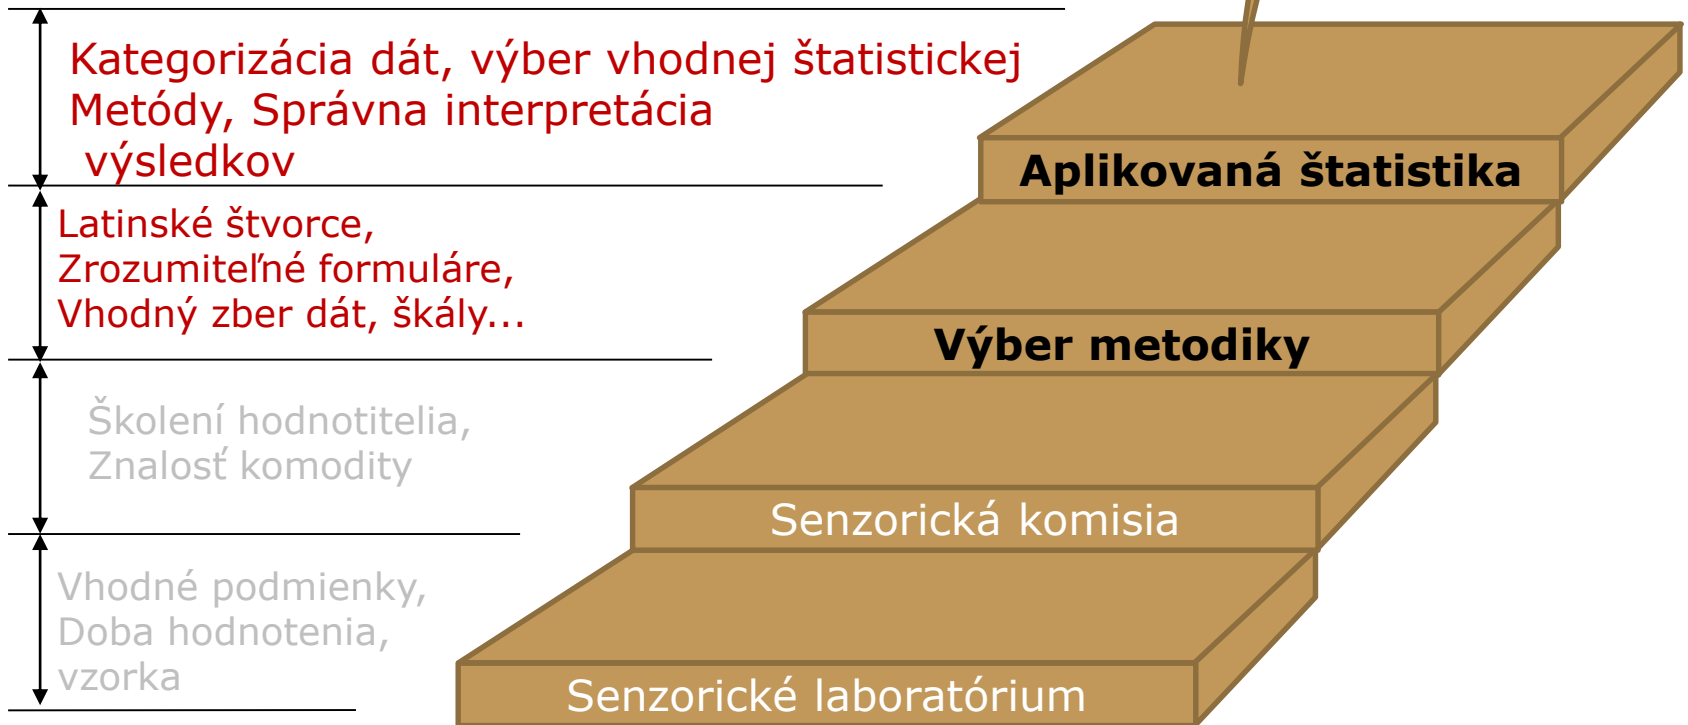 Kategorizácia dát, výber vhodnej štatistickej
Metódy, Správna interpretácia
výsledkov
Aplikovaná štatistika
Latinské štvorce,
Zrozumiteľné formuláre,
Vhodný zber dát, škály...
Výber metodiky
Školení hodnotitelia,
Znalosť komodity
Senzorická komisia
Vhodné podmienky,
Doba hodnotenia,
vzorka
Senzorické laboratórium